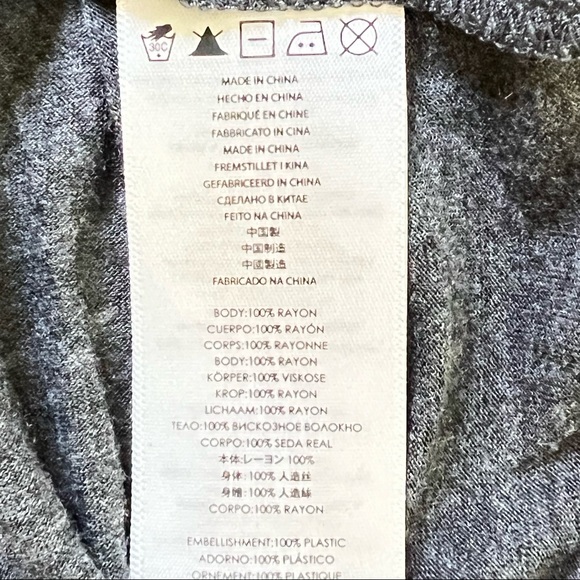 30C
MADE IN CHINA
HECHO EN CHINA
FABRIQUÉ EN CHINE
FABBRICATO IN CINA
MADE IN CHINA
FREMSTILLET I KINA
GEFABRICEERD IN CHINA
СДЕЛАНО В КИТАЕ
FEITO NA CHINA
中国製
中国制造
中國製造
FABRICADO NA CHINA
BODY:100% RAYON
CUERPO:100% RAYÓN
CORPS:100% RAYONNE
BODY:100% RAYON
KÖRPER:100% VISKOSE
KROP:100% RAYON
LICHAAM:100% RAYON
ТЕЛО:100% ВИСКОЗНОЕ ВОЛОКНО
CORPO:100% SEDA REAL
本体:レーヨン 100%
身体: 100% 人造丝
身體: 100% 人造絲
CORPO:100% RAYON
EMBELLISHMENT:100% PLASTIC
ADORNO:100% PLÁSTICO
ORNEMENT:100% PLASTIQUE